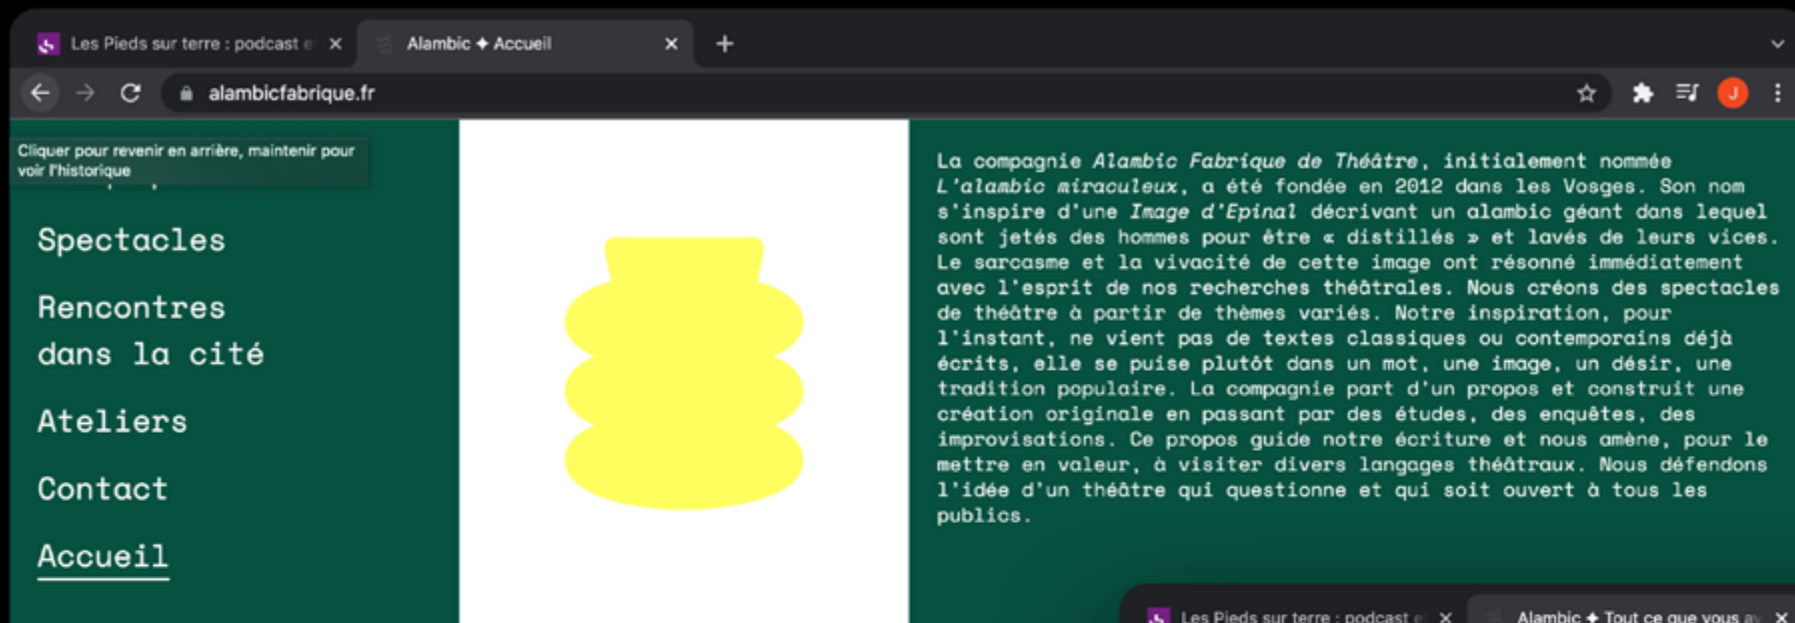 Les Pieds sur terre : podcast e
Alambic ✦ Accueil
alambicfabrique.fr
J
Cliquer pour revenir en arrière, maintenir pour
voir l'historique
Spectacles
Rencontres
dans la cité
Ateliers
Contact
Accueil
La compagnie Alambic Fabrique de Théâtre, initialement nommée
L'alambic miraculeux, a été fondée en 2012 dans les Vosges. Son nom
s'inspire d'une Image d'Epinal décrivant un alambic géant dans lequel
sont jetés des hommes pour être « distillés » et lavés de leurs vices.
Le sarcasme et la vivacité de cette image ont résonné immédiatement
avec l'esprit de nos recherches théâtrales. Nous créons des spectacles
de théâtre à partir de thèmes variés. Notre inspiration, pour
l'instant, ne vient pas de textes classiques ou contemporains déjà
écrits, elle se puise plutôt dans un mot, une image, un désir, une
tradition populaire. La compagnie part d'un propos et construit une
création originale en passant par des études, des enquêtes, des
improvisations. Ce propos guide notre écriture et nous amène, pour le
mettre en valeur, à visiter divers langages théâtraux. Nous défendons
l'idée d'un théâtre qui questionne et qui soit ouvert à tous les
publics.
Les Pieds sur terre : podcast e
Alambic ✦ Tout ce que vous av